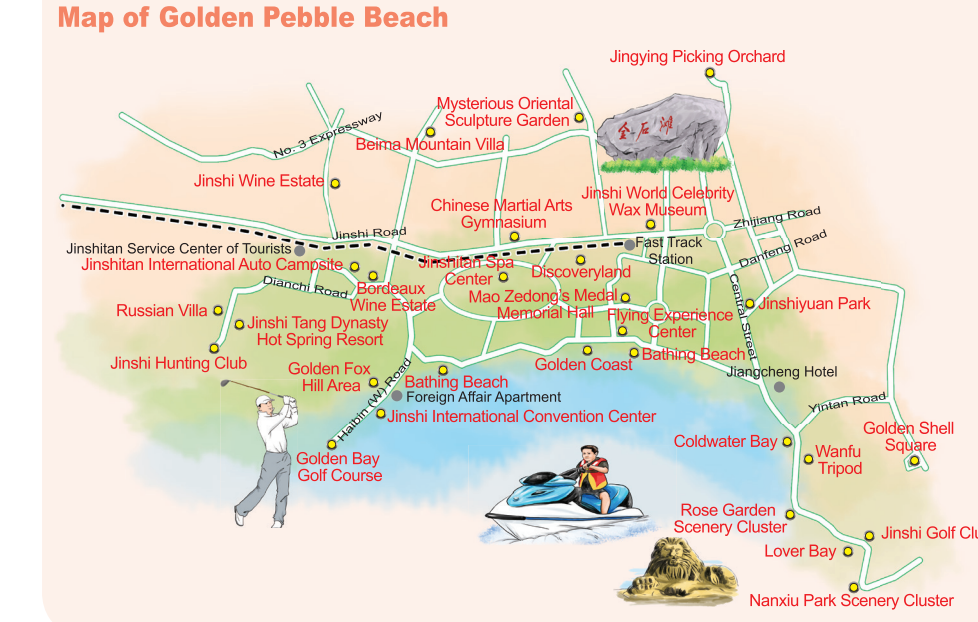 Map of Golden Pebble Beach
Jingying Picking Orchard
Mysterious Oriental
Sculpture Garden
金石湖
No. 3 Expressway
Beima Mountain Villa
Jinshi Wine Estate
Jinshi World Celebrity
Wax Museum
Chinese Martial Arts
Gymnasium
Zhijiang Road
Jinshi Road
Fast Track
Station
Danfeng Road
Jinshitan Service Center of Tourists
Jinshitan International Auto Campsite
Jinshitan Spa
Center
Discoveryland
Dianchi Road
Bordeaux
Wine Estate
Mao Zedong's Medal
Memorial Hall
Central Street
Jinshiyuan Park
Russian Villa
Jinshi Tang Dynasty
Hot Spring Resort
Flying Experience
Center
Jinshi Hunting Club
Golden Fox
Hill Area
Haibin (W) Road
Golden Coast
Bathing Beach
Bathing Beach
Jiangcheng Hotel
Foreign Affair Apartment
Yintan Road
Jinshi International Convention Center
Golden Shell
Square
Coldwater Bay
Wanfu
Tripod
Golden Bay
Golf Course
Rose Garden
Scenery Cluster
Jinshi Golf Clu
Lover Bay
Nanxiu Park Scenery Cluster